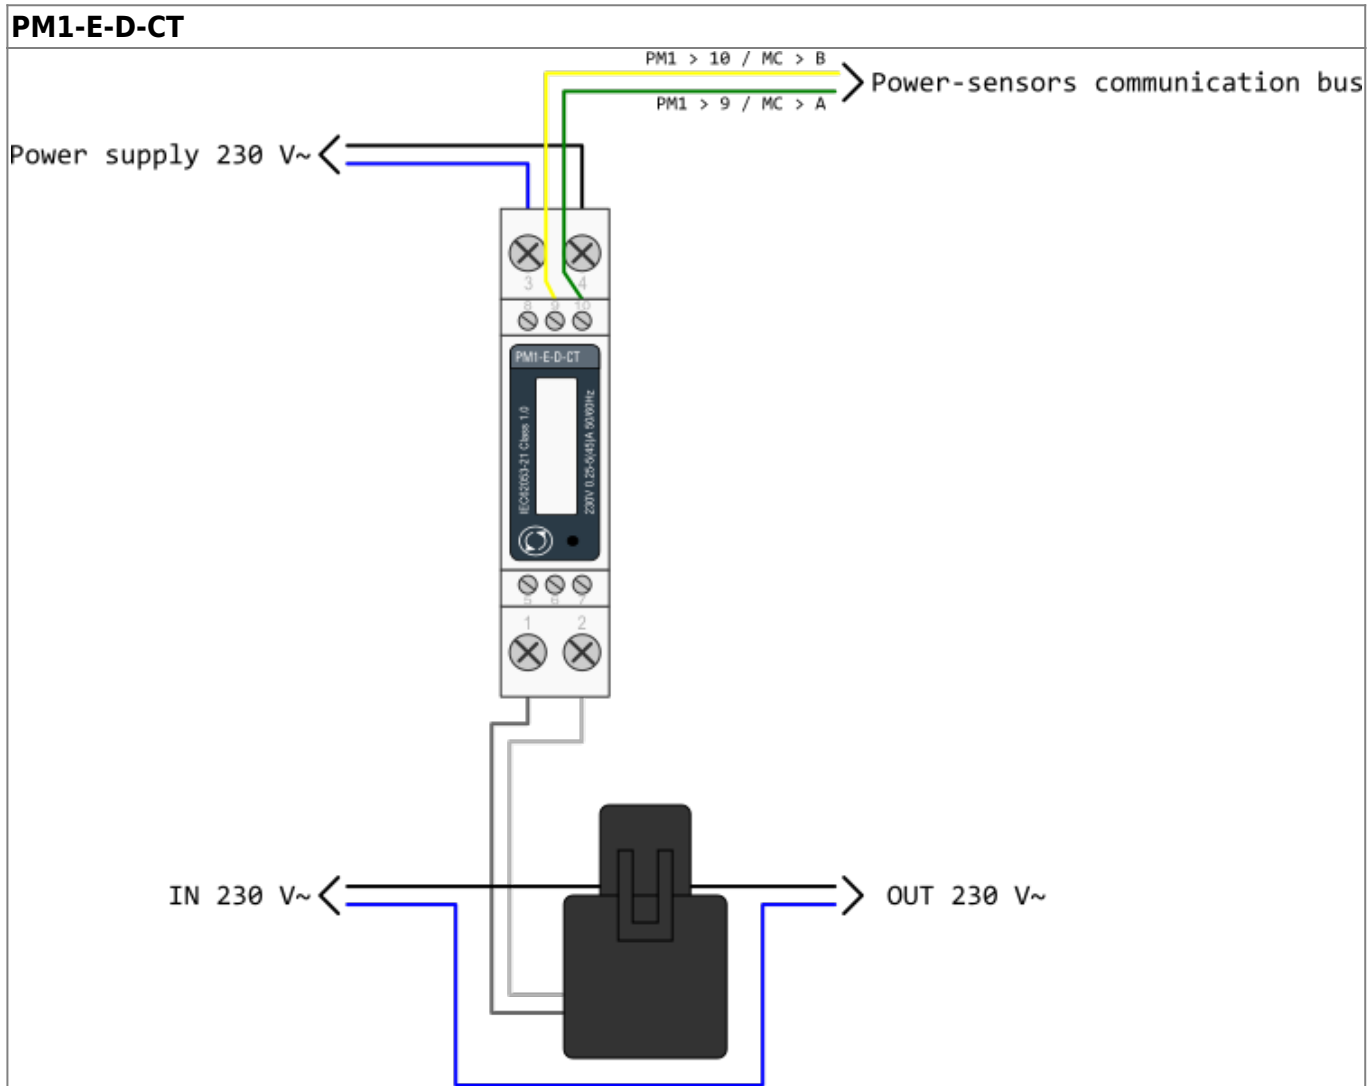 PM1-E-D-CT
PM1 > 10 / MC > B
Power-sensors communication bus
PM1 > 9 / MC > A
Power supply 230 V~
3 4
8 9 10
PM1-E-D-CT
IEC62053-21 Class 1.0
230V 0.25-5(45)A 50/60Hz
5 6 7
1 2
IN 230 V~
OUT 230 V~